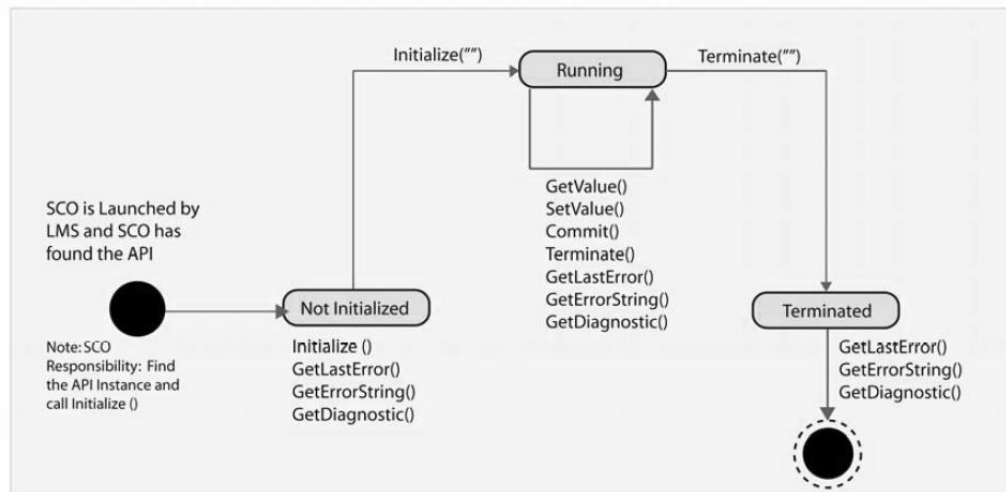 Initialize("")
Running
Terminate("")
GetValue()
SetValue()
Commit()
Terminate()
GetLastError()
GetErrorString()
GetDiagnostic()
SCO is Launched by
LMS and SCO has
found the API
Not Initialized
Terminated
Note: SCO
Responsibility: Find
the API Instance and
call Initialize ()
Initialize ()
GetLastError()
GetErrorString()
GetDiagnostic()
GetLastError()
GetErrorString()
GetDiagnostic()